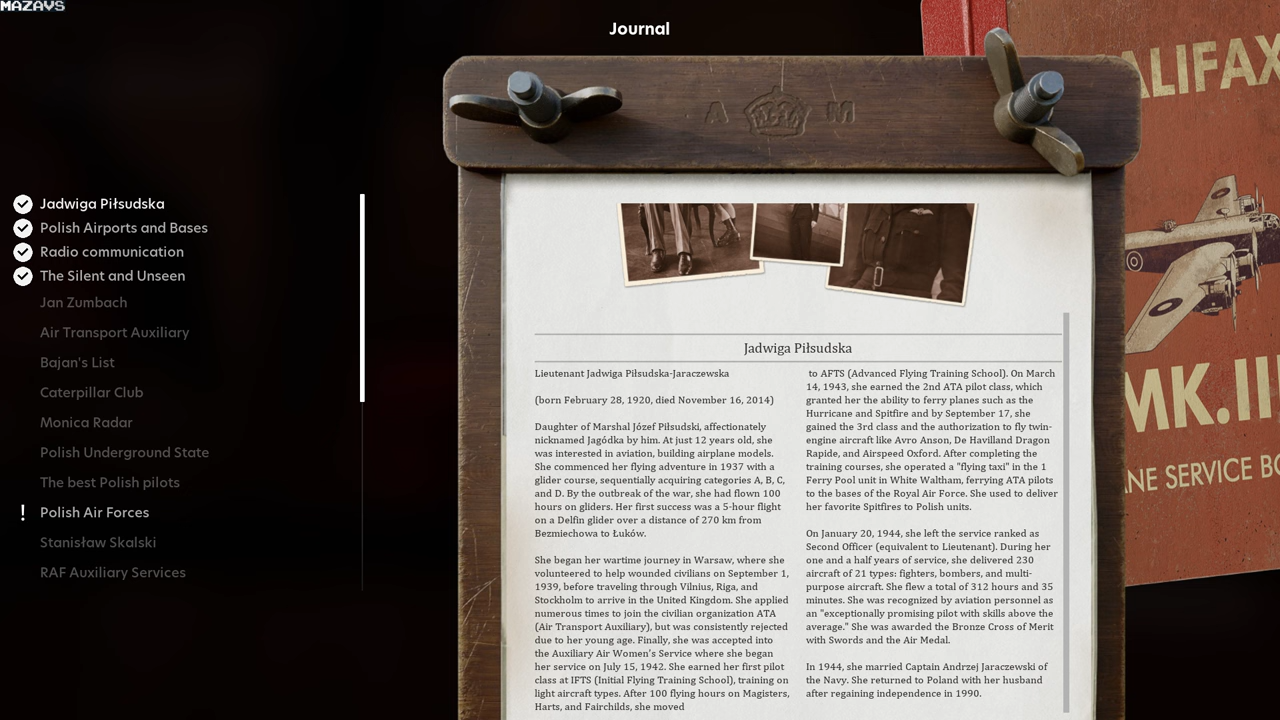 MAZAVS
Journal
A M
ALIFAX
MK.III
ANE SERVICE BO
Jadwiga Piłsudska
Polish Airports and Bases
Radio communication
The Silent and Unseen
Jan Zumbach
Air Transport Auxiliary
Bajan's List
Caterpillar Club
Monica Radar
Polish Underground State
The best Polish pilots
! Polish Air Forces
Stanisław Skalski
RAF Auxiliary Services
Jadwiga Piłsudska
Lieutenant Jadwiga Piłsudska-Jaraczewska
(born February 28, 1920, died November 16, 2014)
Daughter of Marshal Józef Piłsudski, affectionately
nicknamed Jagódka by him. At just 12 years old, she
was interested in aviation, building airplane models.
She commenced her flying adventure in 1937 with a
glider course, sequentially acquiring categories A, B, C,
and D. By the outbreak of the war, she had flown 100
hours on gliders. Her first success was a 5-hour flight
on a Delfin glider over a distance of 270 km from
Bezmiechowa to Łuków.
She began her wartime journey in Warsaw, where she
volunteered to help wounded civilians on September 1,
1939, before traveling through Vilnius, Riga, and
Stockholm to arrive in the United Kingdom. She applied
numerous times to join the civilian organization ATA
(Air Transport Auxiliary), but was consistently rejected
due to her young age. Finally, she was accepted into
the Auxiliary Air Women's Service where she began
her service on July 15, 1942. She earned her first pilot
class at IFTS (Initial Flying Training School), training on
light aircraft types. After 100 flying hours on Magisters,
Harts, and Fairchilds, she moved
to AFTS (Advanced Flying Training School). On March
14, 1943, she earned the 2nd ATA pilot class, which
granted her the ability to ferry planes such as the
Hurricane and Spitfire and by September 17, she
gained the 3rd class and the authorization to fly twin-
engine aircraft like Avro Anson, De Havilland Dragon
Rapide, and Airspeed Oxford. After completing the
training courses, she operated a "flying taxi" in the 1
Ferry Pool unit in White Waltham, ferrying ATA pilots
to the bases of the Royal Air Force. She used to deliver
her favorite Spitfires to Polish units.
On January 20, 1944, she left the service ranked as
Second Officer (equivalent to Lieutenant). During her
one and a half years of service, she delivered 230
aircraft of 21 types: fighters, bombers, and multi-
purpose aircraft. She flew a total of 312 hours and 35
minutes. She was recognized by aviation personnel as
an "exceptionally promising pilot with skills above the
average." She was awarded the Bronze Cross of Merit
with Swords and the Air Medal.
In 1944, she married Captain Andrzej Jaraczewski of
the Navy. She returned to Poland with her husband
after regaining independence in 1990.